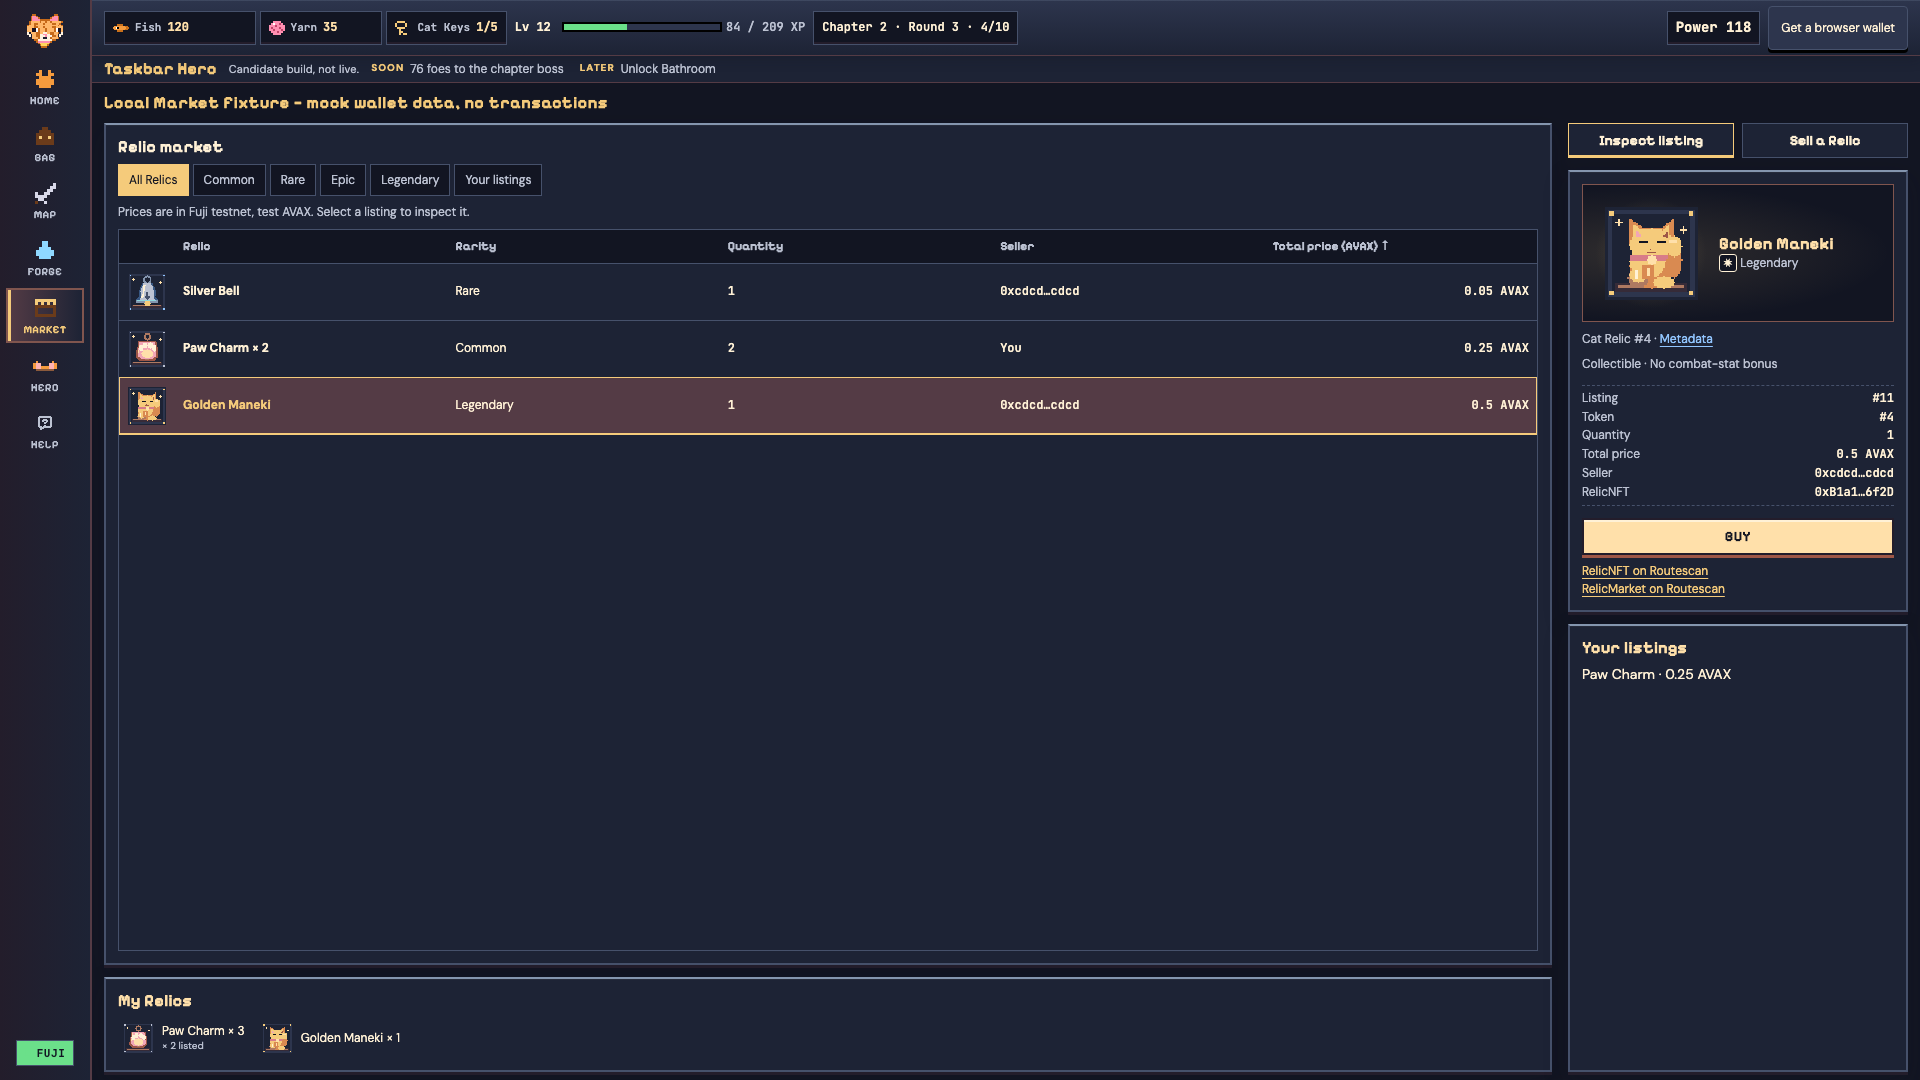 Fish 120
Yarn 35
Cat Keys 1/5
Lv 12
84 / 209 XP
Chapter 2 · Round 3 · 4/10
Power 118
Get a browser wallet
Taskbar Hero Candidate build, not live. SOON 76 foes to the chapter boss LATER Unlock Bathroom
HOME
BAG
MAP
FORGE
MARKET
HERO
HELP
FUJI
Local Market Fixture - mock wallet data, no transactions
Relic market
All Relics
Common
Rare
Epic
Legendary
Your listings
Prices are in Fuji testnet, test AVAX. Select a listing to inspect it.
Relic Rarity Quantity Seller Total price (AVAX) ↑
Silver Bell Rare 1 0xcdcd…cdcd 0.05 AVAX
Paw Charm × 2 Common 2 You 0.25 AVAX
Golden Maneki Legendary 1 0xcdcd…cdcd 0.5 AVAX
My Relics
Paw Charm × 3
× 2 listed
Golden Maneki × 1
Inspect listing
Sell a Relic
Golden Maneki
Legendary
Cat Relic #4 · Metadata
Collectible · No combat-stat bonus
Listing #11
Token #4
Quantity 1
Total price 0.5 AVAX
Seller 0xcdcd…cdcd
RelicNFT 0xB1a1…6f2D
BUY
RelicNFT on Routescan
RelicMarket on Routescan
Your listings
Paw Charm · 0.25 AVAX